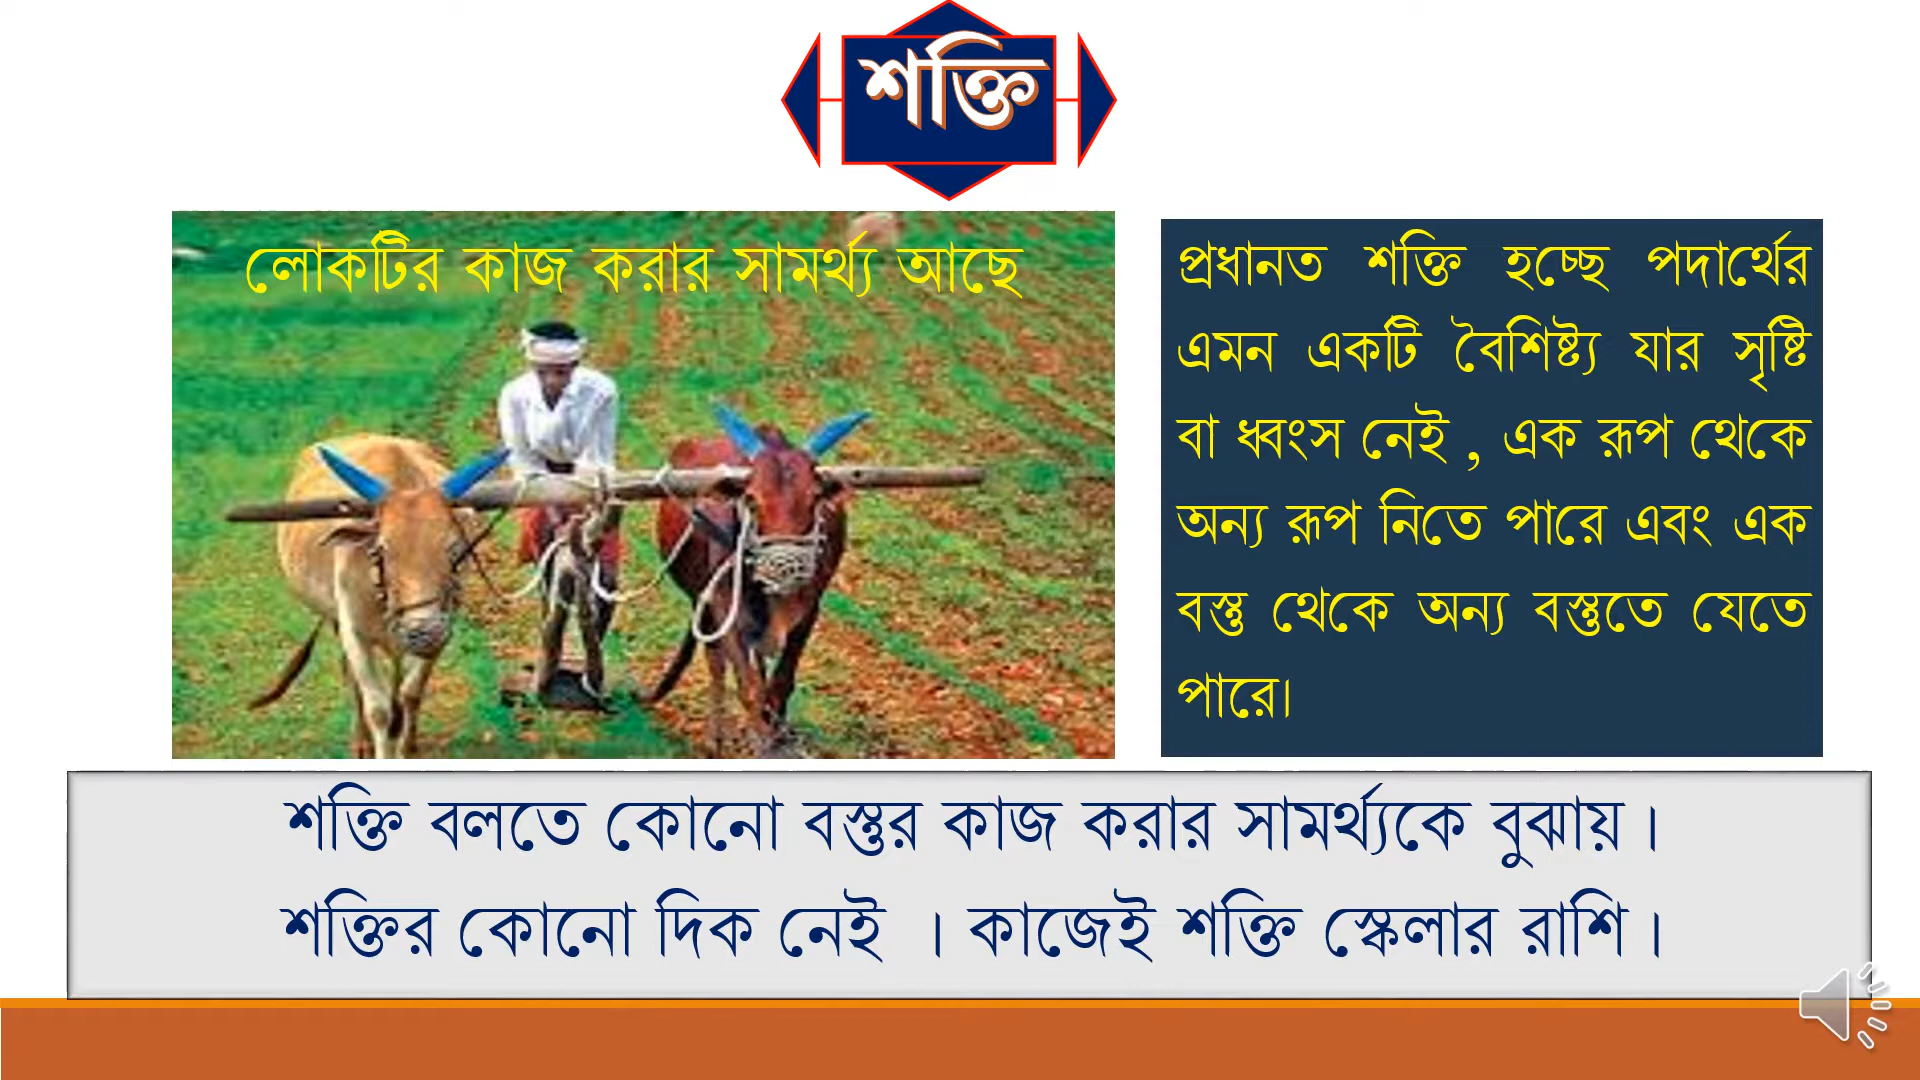 শক্তি
লোকটির কাজ করার সামর্থ্য আছে
প্রধানত শক্তি হচ্ছে পদার্থের
এমন একটি বৈশিষ্ট্য যার সৃষ্টি
বা ধ্বংস নেই , এক রূপ থেকে
অন্য রূপ নিতে পারে এবং এক
বস্তু থেকে অন্য বস্তুতে যেতে
পারে।
শক্তি বলতে কোনো বস্তুর কাজ করার সামর্থ্যকে বুঝায় ।
শক্তির কোনো দিক নেই । কাজেই শক্তি স্কেলার রাশি ।